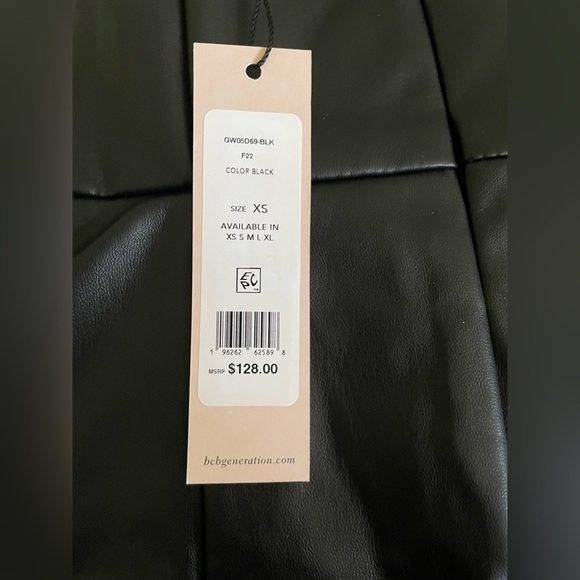 GW05D69-BLK
F22
COLOR BLACK
SIZE XS
AVAILABLE IN
XS S M L XL
EPC
1 96262 62589 8
MSRP $128.00
bcbgeneration.com